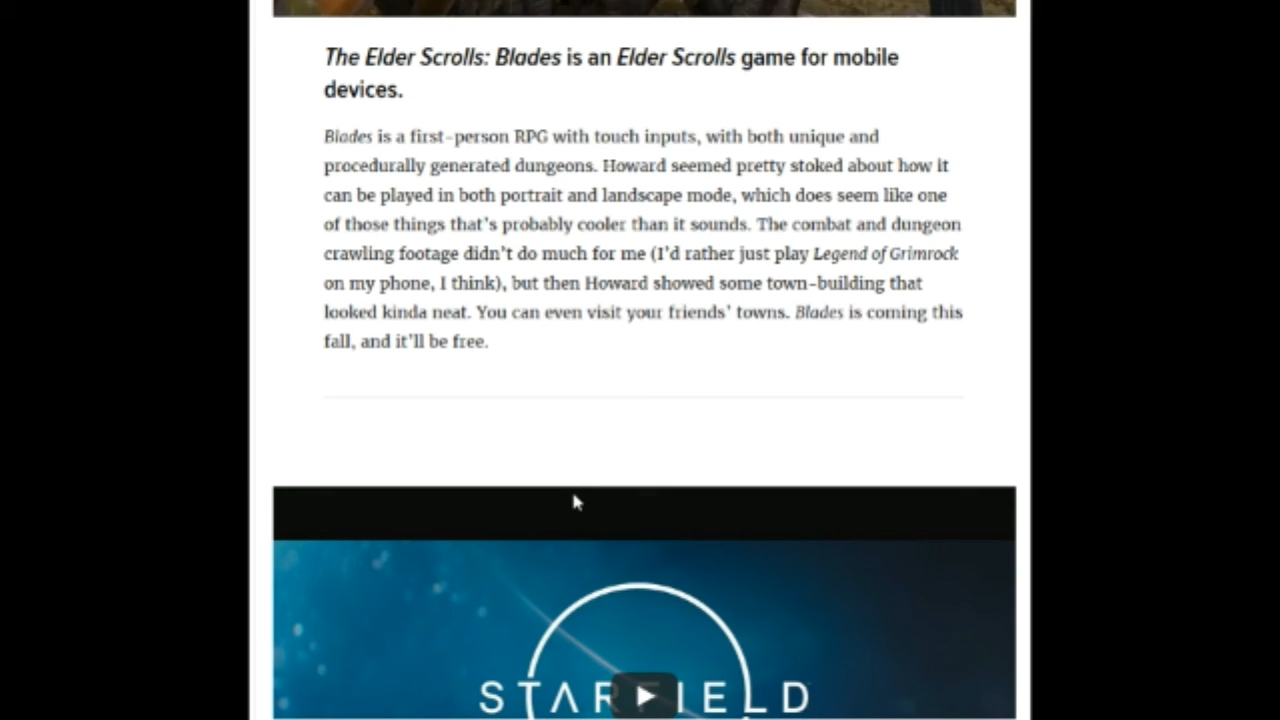 The Elder Scrolls: Blades is an Elder Scrolls game for mobile
devices.
Blades is a first-person RPG with touch inputs, with both unique and
procedurally generated dungeons. Howard seemed pretty stoked about how it
can be played in both portrait and landscape mode, which does seem like one
of those things that's probably cooler than it sounds. The combat and dungeon
crawling footage didn't do much for me (I'd rather just play Legend of Grimrock
on my phone, I think), but then Howard showed some town-building that
looked kinda neat. You can even visit your friends' towns. Blades is coming this
fall, and it'll be free.
STARFIELD